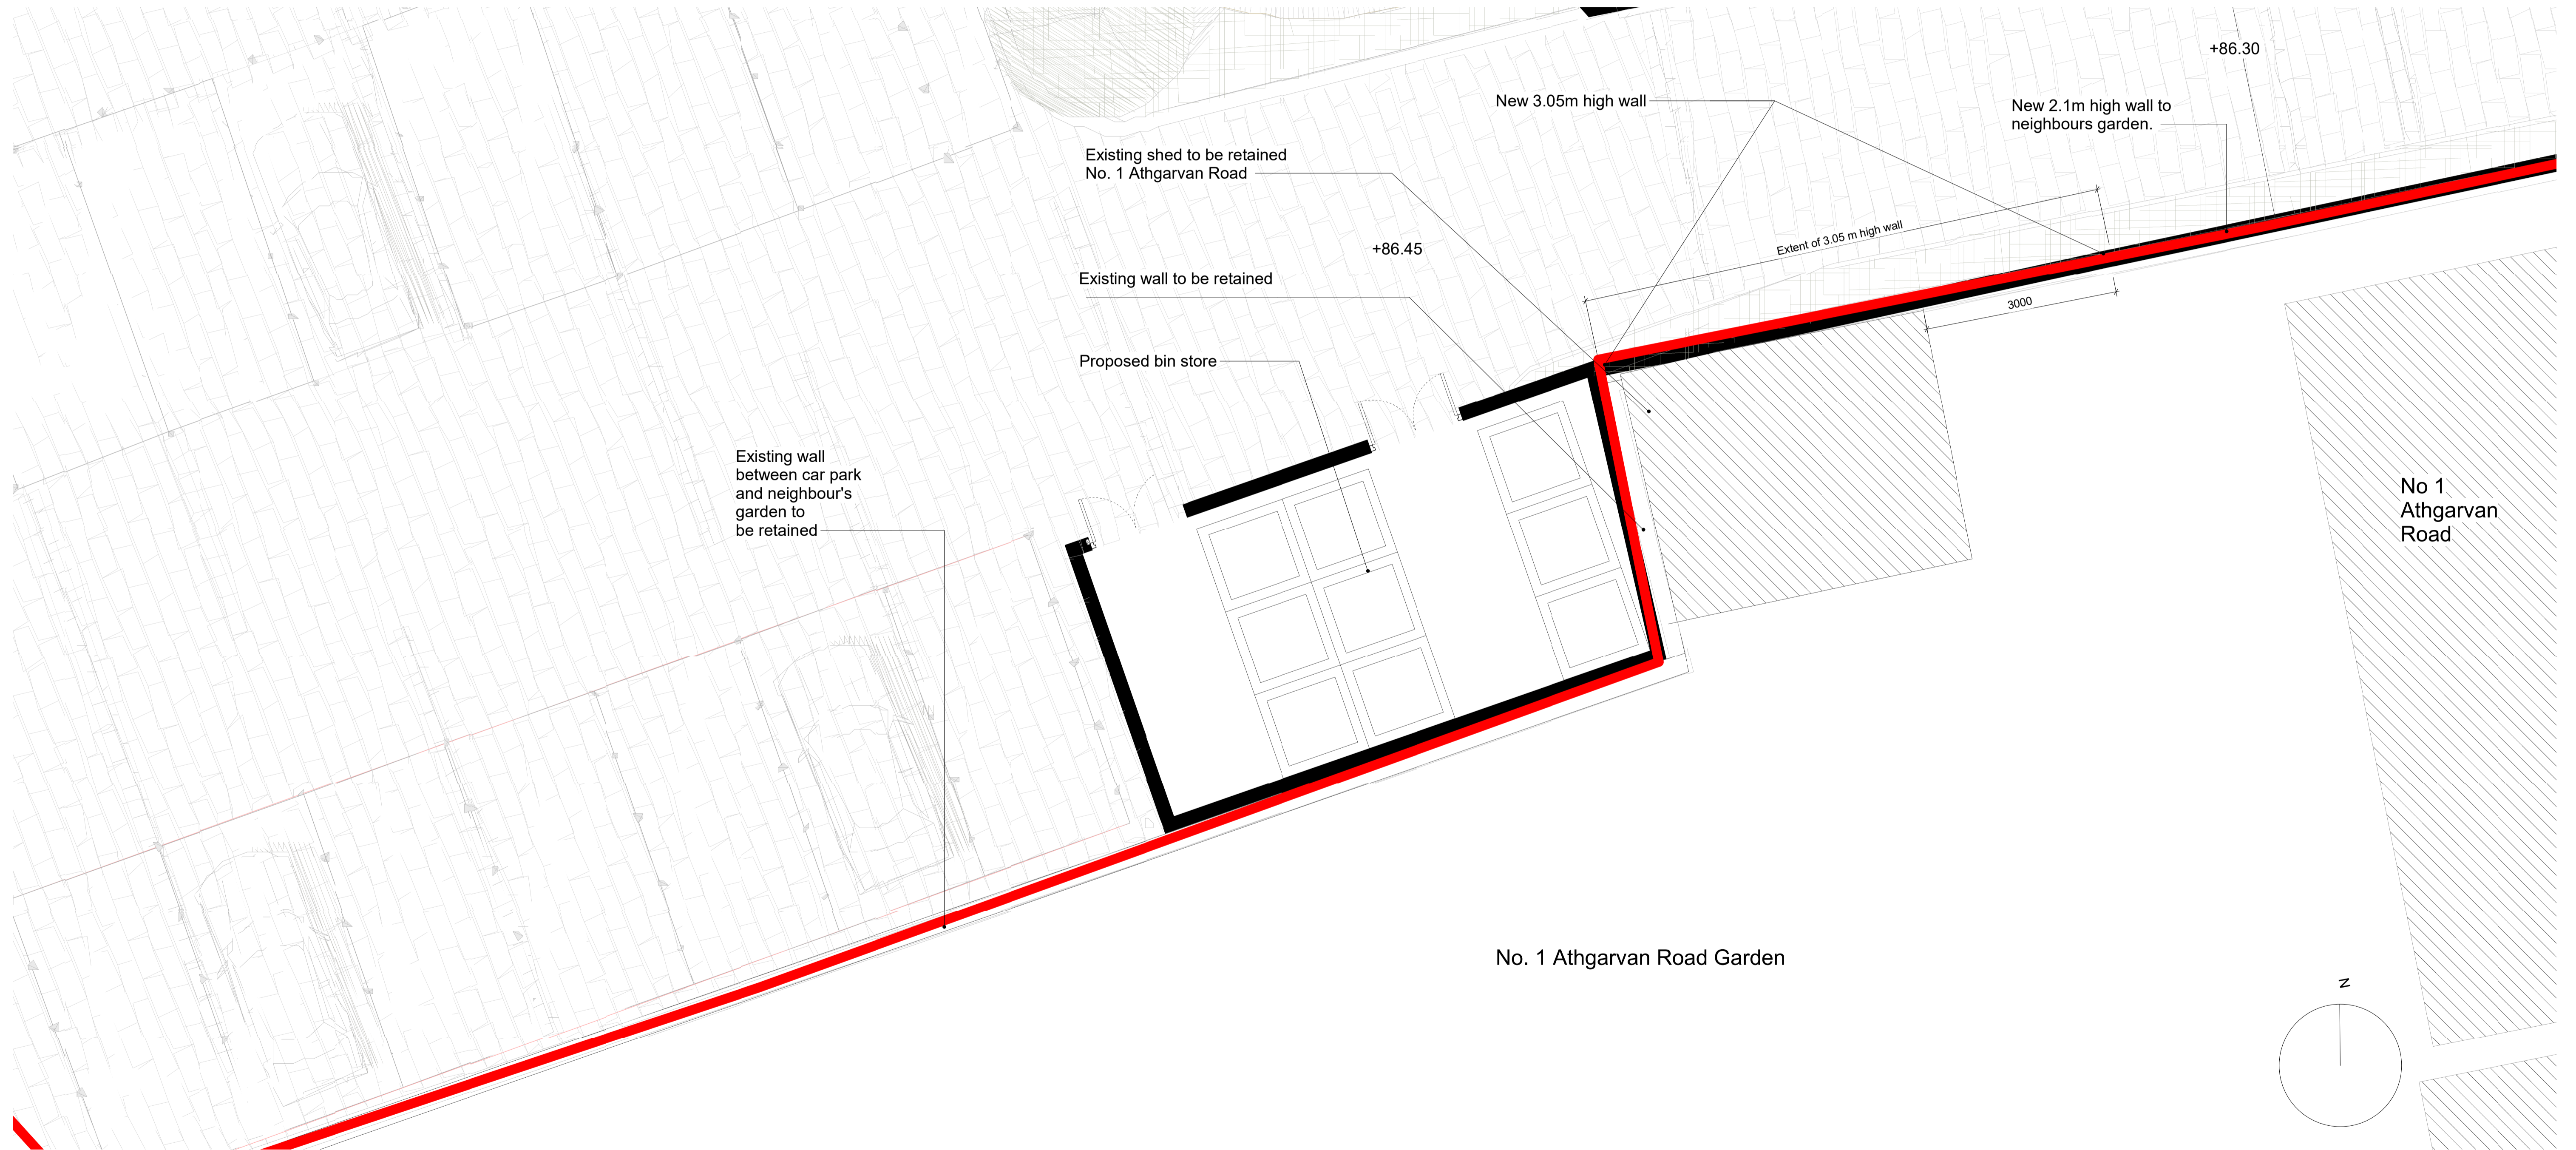 +86.30
New 3.05m high wall
New 2.1m high wall to
neighbours garden.
Existing shed to be retained
No. 1 Athgarvan Road
Extent of 3.05 m high wall
+86.45
Existing wall to be retained
3000
Proposed bin store
Existing wall
between car park
and neighbour's
garden to
be retained
No 1
Athgarvan
Road
No. 1 Athgarvan Road Garden
N